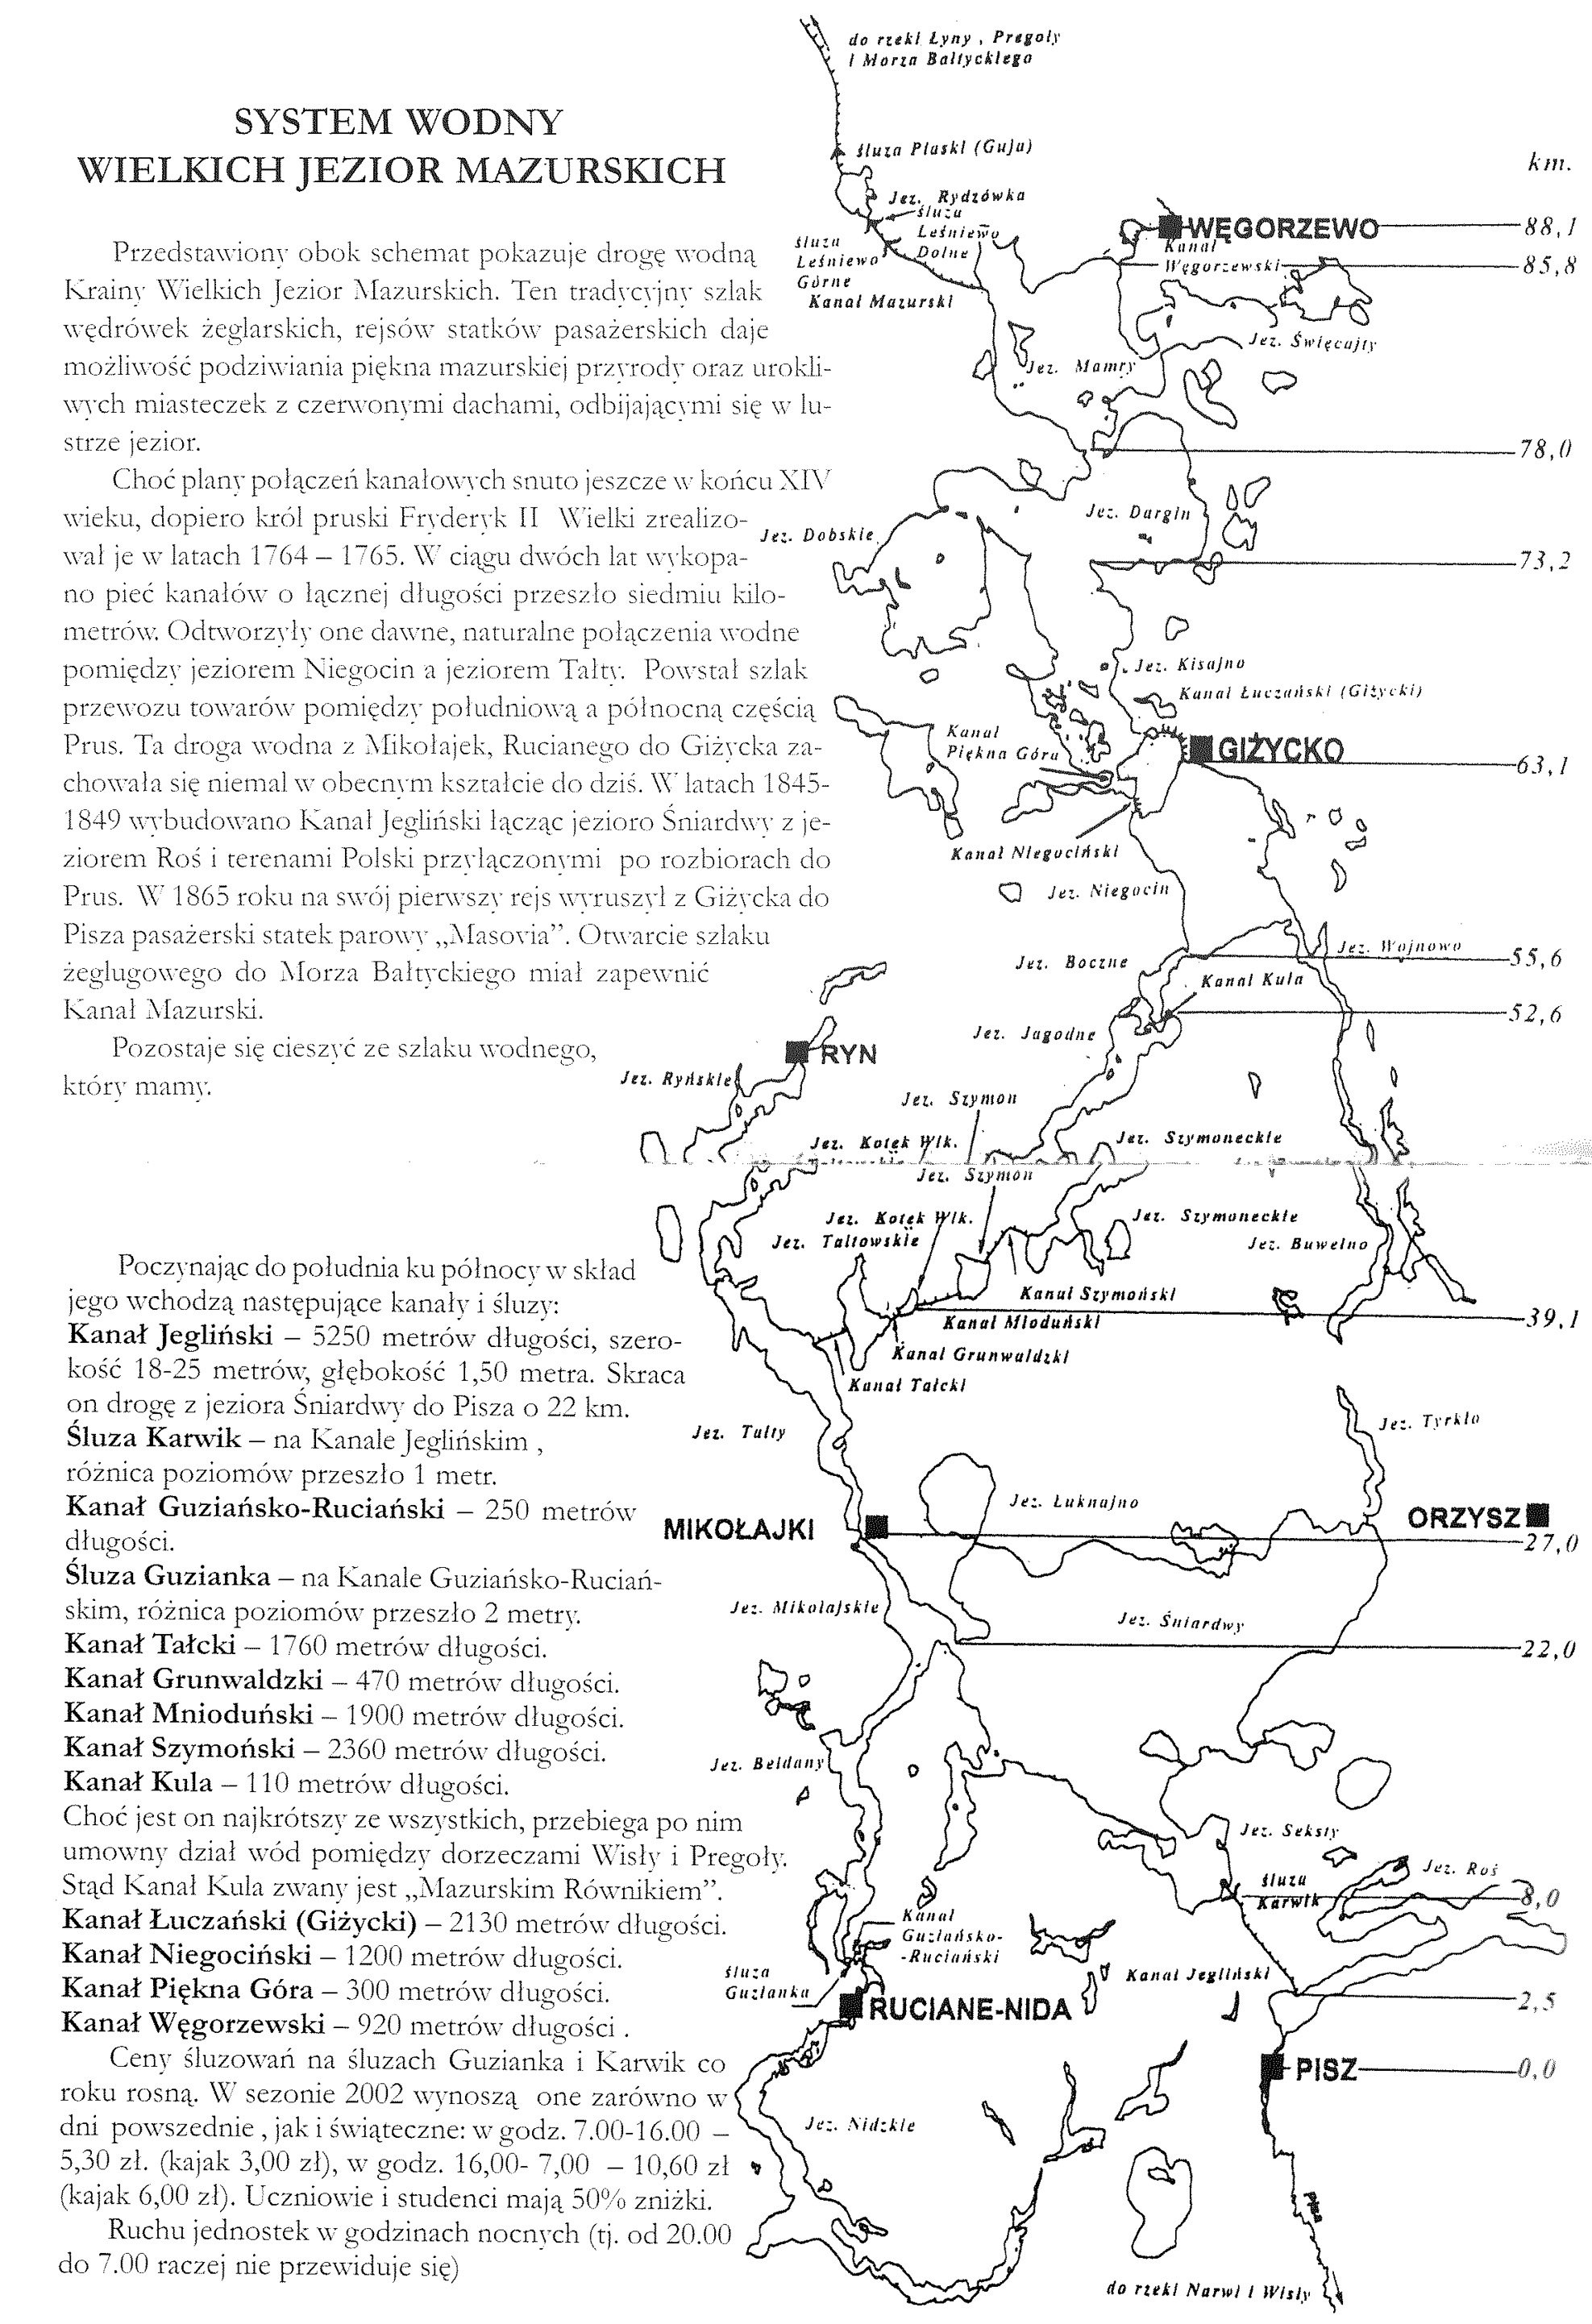 SYSTEM WODNY
WIELKICH JEZIOR MAZURSKICH
Przedstawiony obok schemat pokazuje drogę wodną
Krainy Wielkich Jezior Mazurskich. Ten tradycyjny szlak
wędrówek żeglarskich, rejsów statków pasażerskich daje
możliwość podziwiania piękna mazurskiej przyrody oraz urokli-
wych miasteczek z czerwonymi dachami, odbijającymi się w lu-
strze jezior.
Choć plany połączeń kanałowych snuto jeszcze w końcu XIV
wieku, dopiero król pruski Fryderyk II Wielki zrealizo-
wał je w latach 1764 – 1765. W ciągu dwóch lat wykopa-
no pieć kanałów o łącznej długości przeszło siedmiu kilo-
metrów. Odtworzyły one dawne, naturalne połączenia wodne
pomiędzy jeziorem Niegocin a jeziorem Tałty. Powstał szlak
przewozu towarów pomiędzy południową a północną częścią
Prus. Ta droga wodna z Mikołajek, Rucianego do Giżycka za-
chowała się niemal w obecnym kształcie do dziś. W latach 1845-
1849 wybudowano Kanał Jegliński łącząc jezioro Śniardwy z je-
ziorem Roś i terenami Polski przyłączonymi po rozbiorach do
Prus. W 1865 roku na swój pierwszy rejs wyruszył z Giżycka do
Pisza pasażerski statek parowy „Masovia”. Otwarcie szlaku
żeglugowego do Morza Bałtyckiego miał zapewnić
Kanał Mazurski.
Pozostaje się cieszyć ze szlaku wodnego,
który mamy.
Poczynając do południa ku północy w skład
jego wchodzą następujące kanały i śluzy:
Kanał Jegliński – 5250 metrów długości, szero-
kość 18-25 metrów, głębokość 1,50 metra. Skraca
on drogę z jeziora Śniardwy do Pisza o 22 km.
Śluza Karwik – na Kanale Jeglińskim ,
różnica poziomów przeszło 1 metr.
Kanał Guziańsko-Ruciański – 250 metrów
długości.
Śluza Guzianka – na Kanale Guziańsko-Ruciań-
skim, różnica poziomów przeszło 2 metry.
Kanał Tałcki – 1760 metrów długości.
Kanał Grunwaldzki – 470 metrów długości.
Kanał Mnioduński – 1900 metrów długości.
Kanał Szymoński – 2360 metrów długości.
Kanał Kula – 110 metrów długości.
Choć jest on najkrótszy ze wszystkich, przebiega po nim
umowny dział wód pomiędzy dorzeczami Wisły i Pregoły.
Stąd Kanał Kula zwany jest „Mazurskim Równikiem”.
Kanał Łuczański (Giżycki) – 2130 metrów długości.
Kanał Niegociński – 1200 metrów długości.
Kanał Piękna Góra – 300 metrów długości.
Kanał Węgorzewski – 920 metrów długości .
Ceny śluzowań na śluzach Guzianka i Karwik co
roku rosną. W sezonie 2002 wynoszą one zarówno w
dni powszednie , jak i świąteczne: w godz. 7.00-16.00 –
5,30 zł. (kajak 3,00 zł), w godz. 16,00- 7,00 – 10,60 zł
(kajak 6,00 zł). Uczniowie i studenci mają 50% zniżki.
Ruchu jednostek w godzinach nocnych (tj. od 20.00
do 7.00 raczej nie przewiduje się)
do rzeki Łyny , Pregoły
i Morza Bałtyckiego
śluza Piaski (Guja)
km.
Jez. Rydzówka
śluza
Leśniewo
Dolne
śluza
Leśniewo
Górne
Kanał Mazurski
WĘGORZEWO
88,1
Kanał
Węgorzewski
85,8
Jez. Święcajty
Jez. Mamry
78,0
Jez. Dargin
Jez. Dobskie
73,2
Jez. Kisajno
Kanał Łuczański (Giżycki)
Kanał
Piękna Góra
GIŻYCKO
63,1
Kanał Niegociński
Jez. Niegocin
Jez. Wojnowo
55,6
Jez. Boczne
Kanał Kula
52,6
Jez. Jagodne
RYN
Jez. Ryńskie
Jez. Szymon
Jez. Kotek Wlk.
Jez. Szymoneckie
Jez. Szymon
Jez. Kotek Wlk.
Jez. Szymoneckie
Jez. Tałtowskie
Jez. Buwełno
Kanał Szymoński
39,1
Kanał Mioduński
Kanał Grunwaldzki
Kanał Tałcki
Jez. Tałty
Jez. Tyrkło
Jez. Łuknajno
MIKOŁAJKI
ORZYSZ
27,0
Jez. Mikołajskie
Jez. Śniardwy
22,0
Jez. Bełdany
Jez. Seksty
Jez. Roś
śluza
Karwik
8,0
Kanał
Guziańsko-
-Ruciański
śluza
Guzianka
Kanał Jegliński
RUCIANE-NIDA
2,5
PISZ
0,0
Jez. Nidzkie
Pisa
do rzeki Narwi i Wisły